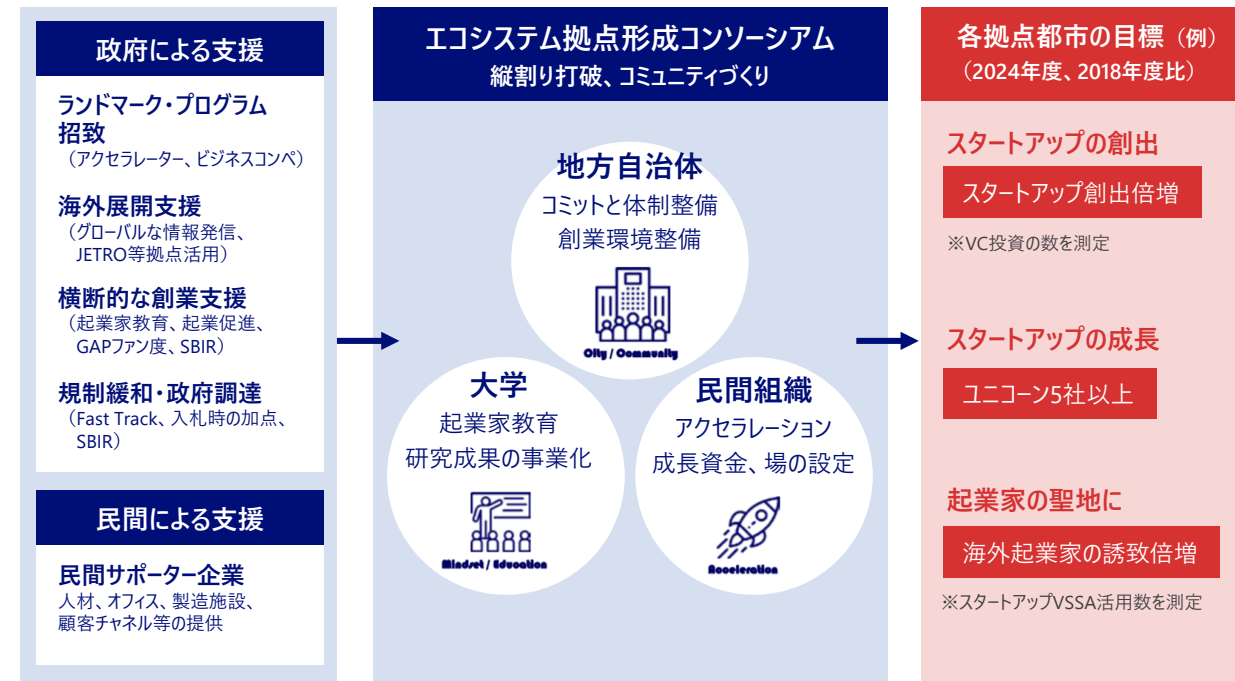 政府による支援
ランドマーク・プログラム
招致
（アクセラレーター、ビジネスコンペ）
海外展開支援
（グローバルな情報発信、
JETRO等拠点活用）
横断的な創業支援
（起業家教育、起業促進、
GAPファン度、SBIR）
規制緩和・政府調達
（Fast Track、入札時の加点、
SBIR）
民間による支援
民間サポーター企業
人材、オフィス、製造施設、
顧客チャネル等の提供
エコシステム拠点形成コンソーシアム
縦割り打破、コミュニティづくり
地方自治体
コミットと体制整備
創業環境整備
City / Community
大学
起業家教育
研究成果の事業化
Mindset / Education
民間組織
アクセラレーション
成長資金、場の設定
Acceleration
各拠点都市の目標（例）
（2024年度、2018年度比）
スタートアップの創出
スタートアップ創出倍増
※VC投資の数を測定
スタートアップの成長
ユニコーン5社以上
起業家の聖地に
海外起業家の誘致倍増
※スタートアップVSSA活用数を測定